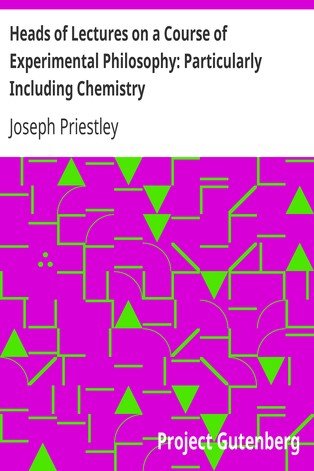 Heads of Lectures on a Course of
Experimental Philosophy: Particularly
Including Chemistry
Joseph Priestley
Project Gutenberg